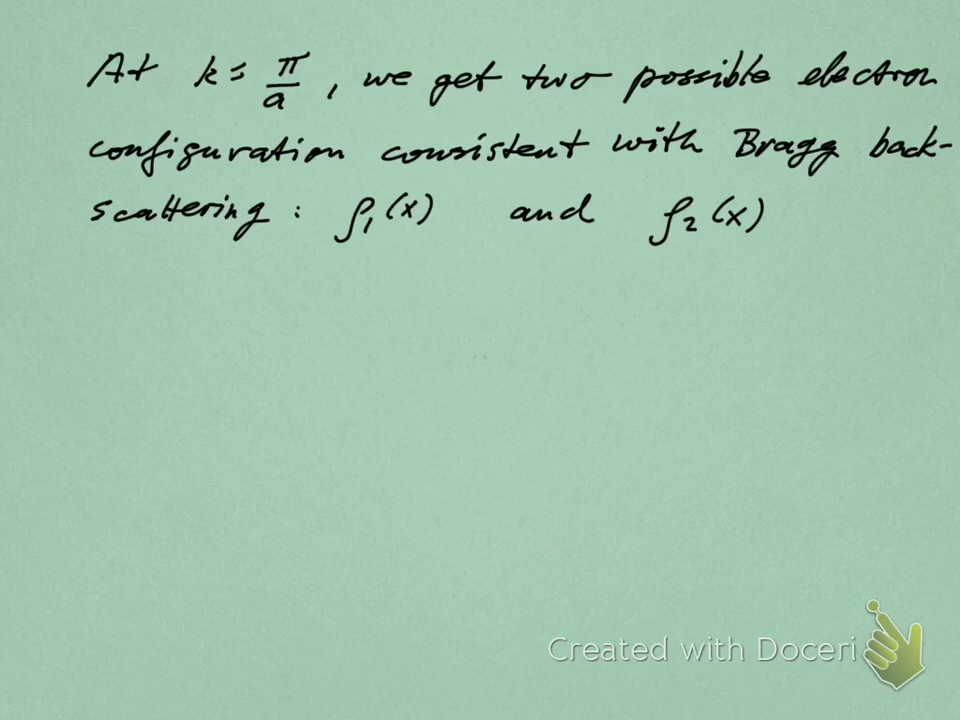 At k = π/a, we get two possible electron
configuration consistent with Bragg back-
scattering : ρ₁(x) and ρ₂(x)
Created with Doceri